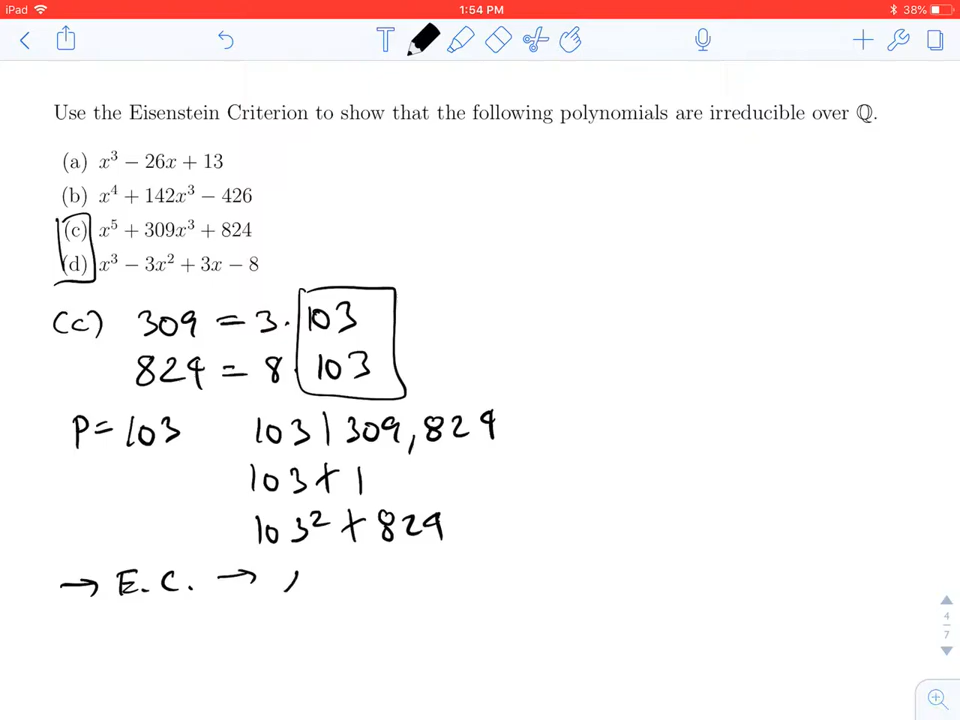 iPad 1:54 PM 38%
Use the Eisenstein Criterion to show that the following polynomials are irreducible over ℚ.
(a) x³ − 26x + 13
(b) x⁴ + 142x³ − 426
(c) x⁵ + 309x³ + 824
(d) x³ − 3x² + 3x − 8
(c) 309 = 3 · 103
824 = 8 · 103
P = 103 103 | 309, 824
103 ∤ 1
103² ∤ 824
→ E.C. →
4
7